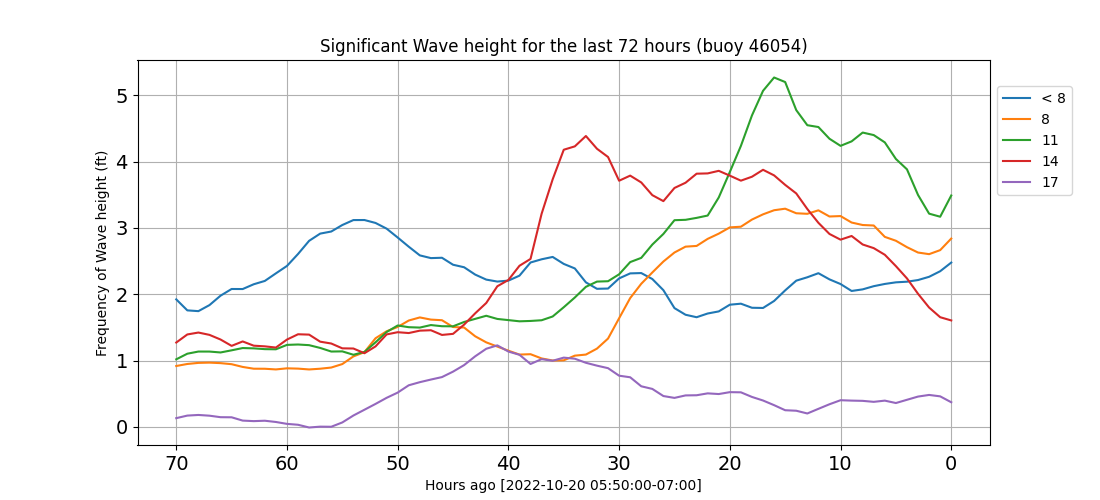 Significant Wave height for the last 72 hours (buoy 46054)
Frequency of Wave height (ft)
5
4
3
2
1
0
70 60 50 40 30 20 10 0
Hours ago [2022-10-20 05:50:00-07:00]
< 8
8
11
14
17